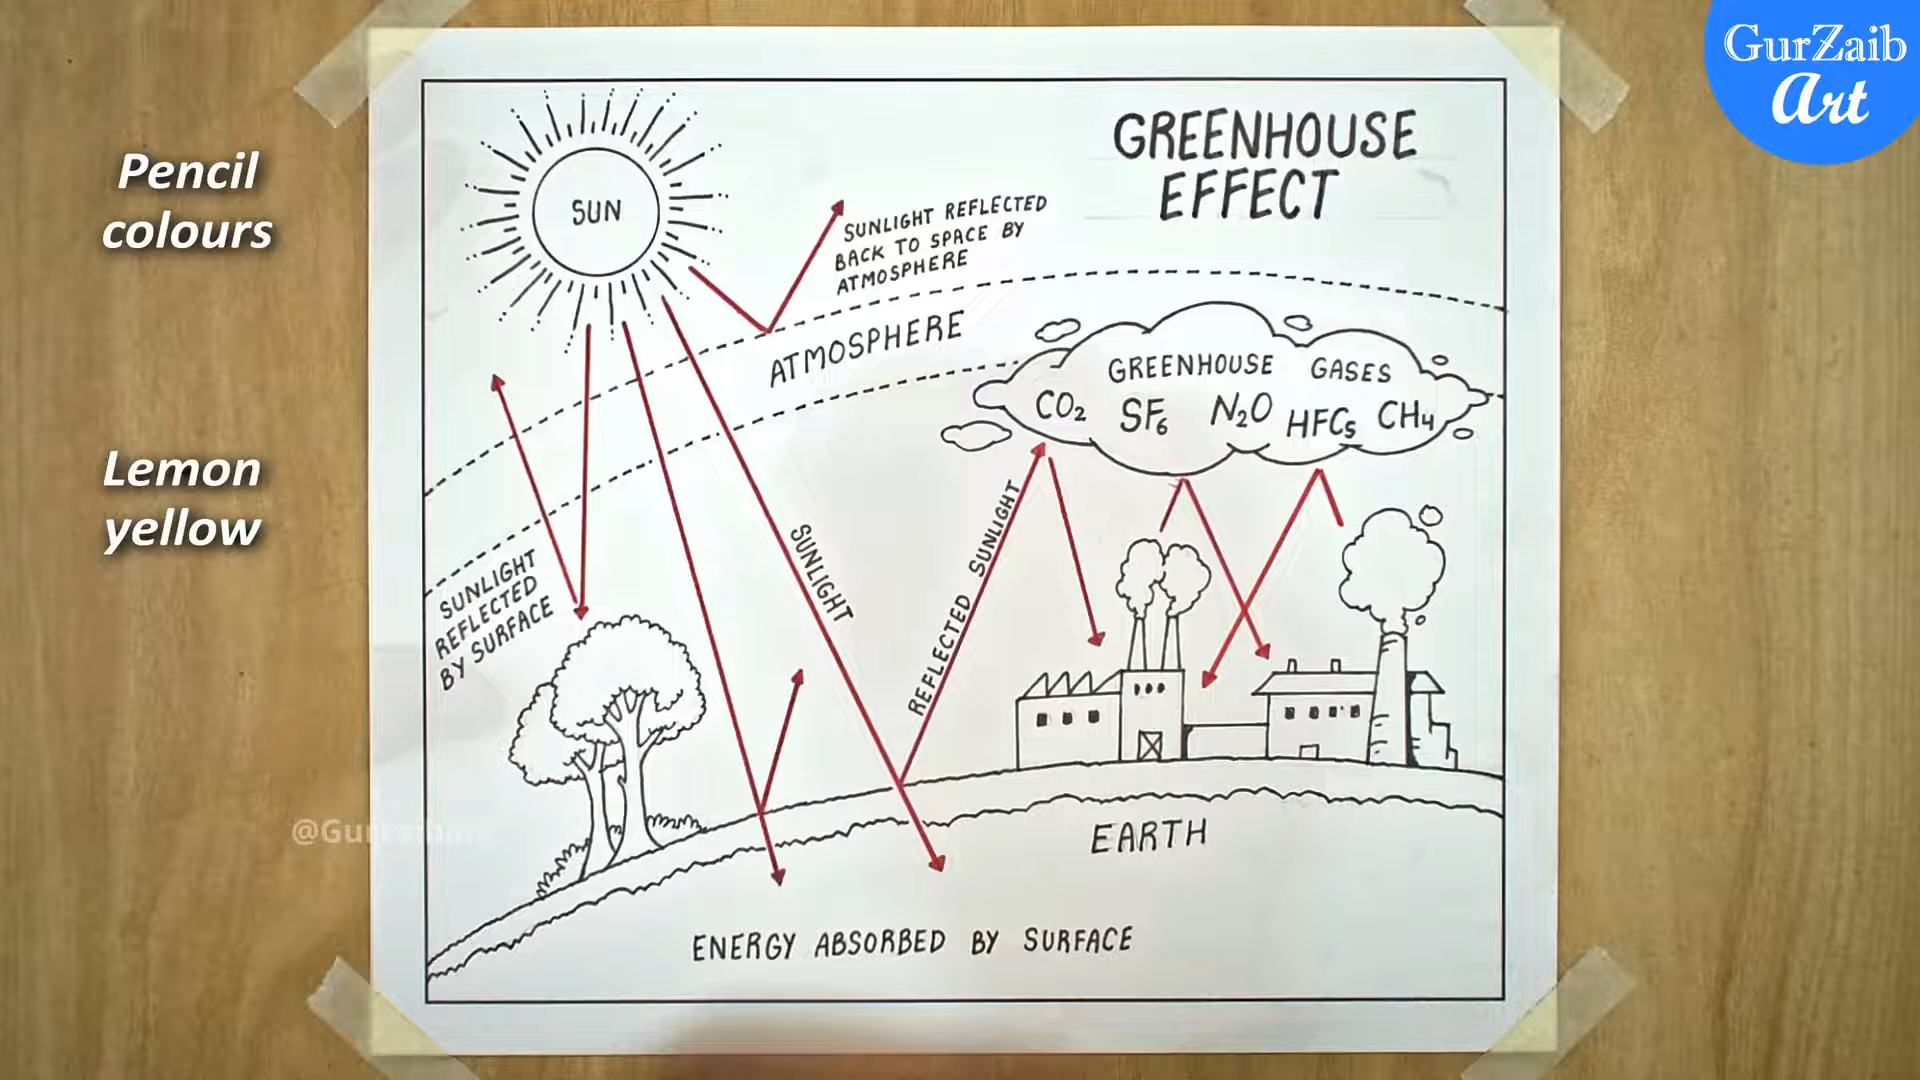 GurZaib
Art
Pencil
colours
Lemon
yellow
GREENHOUSE
EFFECT
SUN
SUNLIGHT REFLECTED
BACK TO SPACE BY
ATMOSPHERE
ATMOSPHERE
GREENHOUSE GASES
CO2 SF6 N2O HFCs CH4
SUNLIGHT
REFLECTED
BY SURFACE
SUNLIGHT
REFLECTED SUNLIGHT
EARTH
ENERGY ABSORBED BY SURFACE